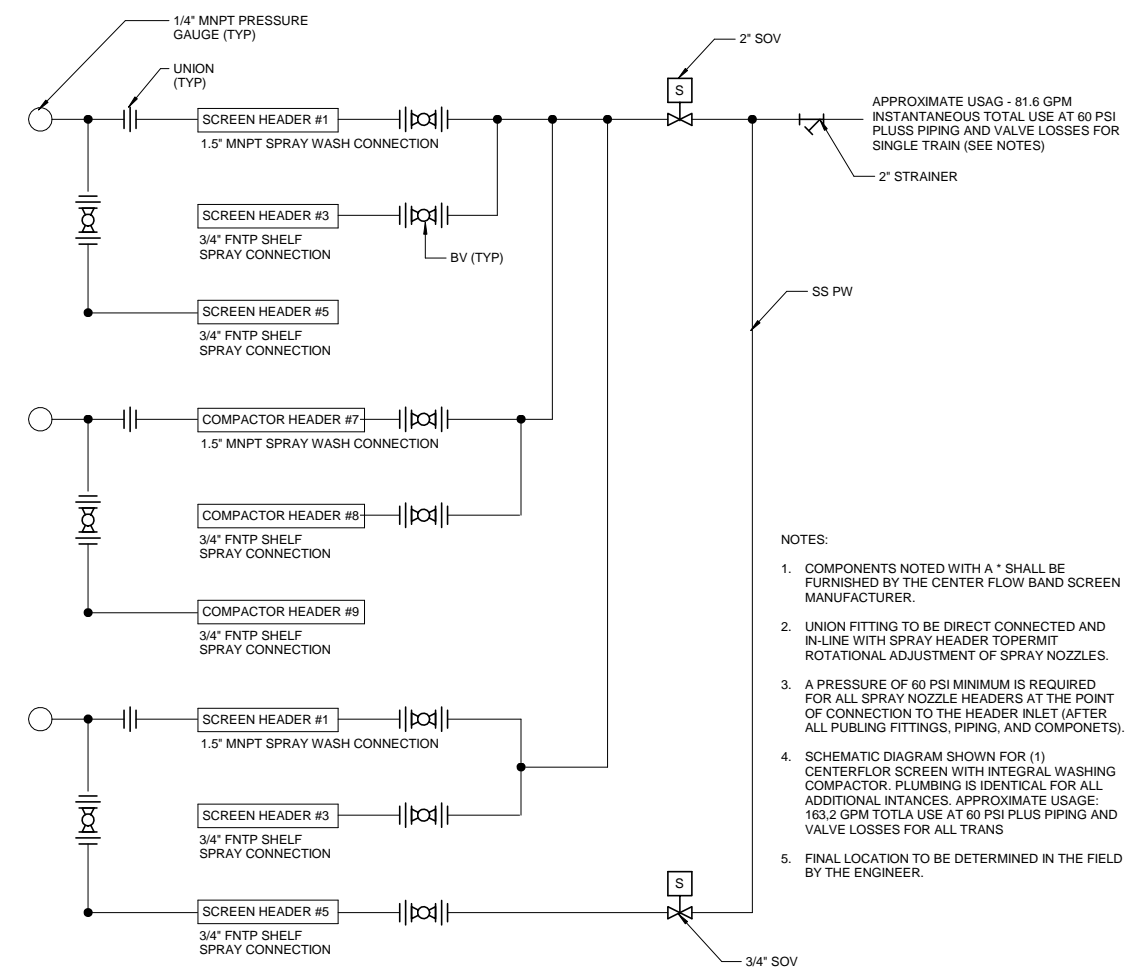 1/4" MNPT PRESSURE
GAUGE (TYP)
UNION
(TYP)
2" SOV
S
APPROXIMATE USAG - 81.6 GPM
INSTANTANEOUS TOTAL USE AT 60 PSI
PLUSS PIPING AND VALVE LOSSES FOR
SINGLE TRAIN (SEE NOTES)
2" STRAINER
SCREEN HEADER #1
1.5" MNPT SPRAY WASH CONNECTION
SCREEN HEADER #3
3/4" FNTP SHELF
SPRAY CONNECTION
BV (TYP)
SS PW
SCREEN HEADER #5
3/4" FNTP SHELF
SPRAY CONNECTION
COMPACTOR HEADER #7
1.5" MNPT SPRAY WASH CONNECTION
COMPACTOR HEADER #8
3/4" FNTP SHELF
SPRAY CONNECTION
COMPACTOR HEADER #9
3/4" FNTP SHELF
SPRAY CONNECTION
SCREEN HEADER #1
1.5" MNPT SPRAY WASH CONNECTION
SCREEN HEADER #3
3/4" FNTP SHELF
SPRAY CONNECTION
SCREEN HEADER #5
3/4" FNTP SHELF
SPRAY CONNECTION
S
3/4" SOV
NOTES:
1. COMPONENTS NOTED WITH A * SHALL BE
FURNISHED BY THE CENTER FLOW BAND SCREEN
MANUFACTURER.
2. UNION FITTING TO BE DIRECT CONNECTED AND
IN-LINE WITH SPRAY HEADER TOPERMIT
ROTATIONAL ADJUSTMENT OF SPRAY NOZZLES.
3. A PRESSURE OF 60 PSI MINIMUM IS REQUIRED
FOR ALL SPRAY NOZZLE HEADERS AT THE POINT
OF CONNECTION TO THE HEADER INLET (AFTER
ALL PUBLING FITTINGS, PIPING, AND COMPONETS).
4. SCHEMATIC DIAGRAM SHOWN FOR (1)
CENTERFLOR SCREEN WITH INTEGRAL WASHING
COMPACTOR. PLUMBING IS IDENTICAL FOR ALL
ADDITIONAL INTANCES. APPROXIMATE USAGE:
163,2 GPM TOTLA USE AT 60 PSI PLUS PIPING AND
VALVE LOSSES FOR ALL TRANS
5. FINAL LOCATION TO BE DETERMINED IN THE FIELD
BY THE ENGINEER.